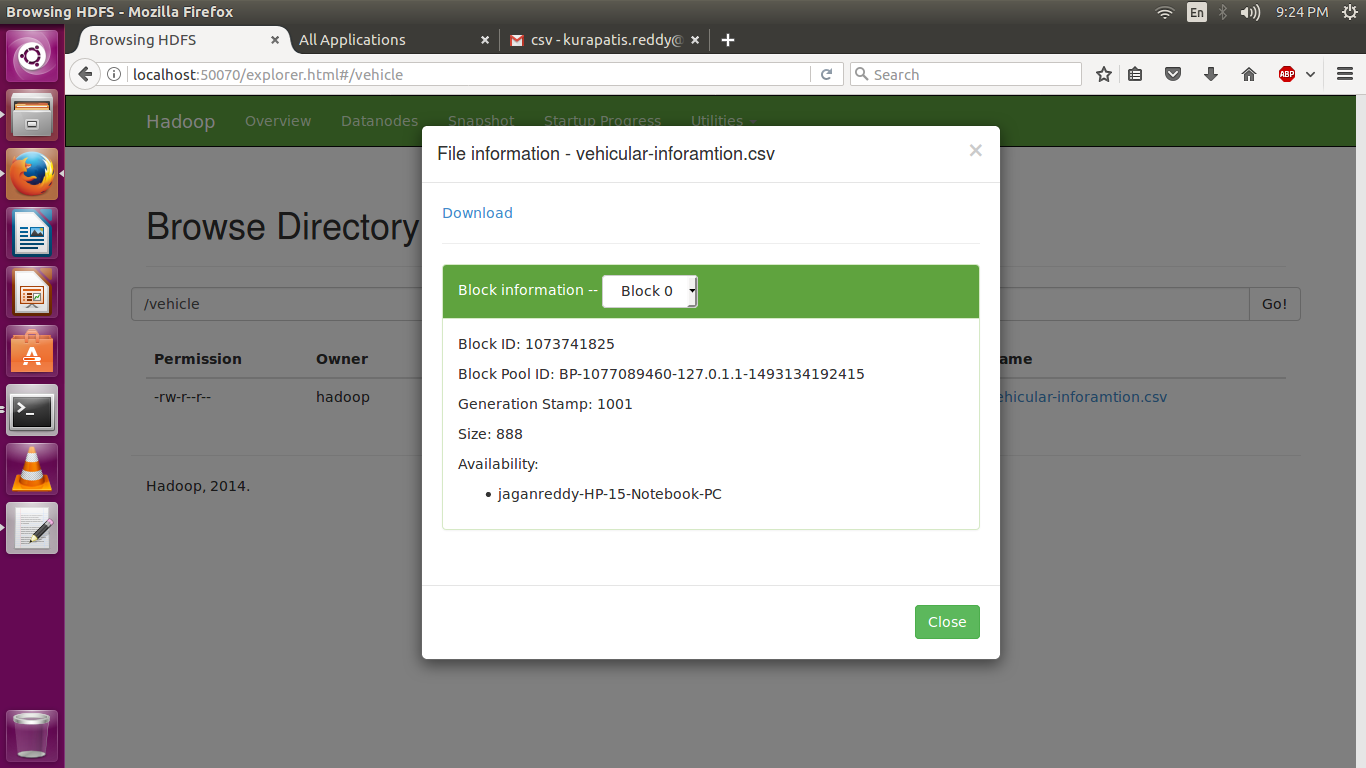 Browsing HDFS - Mozilla Firefox
En
9:24 PM
Browsing HDFS
All Applications
csv - kurapatis.reddy@
localhost:50070/explorer.html#/vehicle
Search
ABP
Hadoop Overview Datanodes Snapshot Startup Progress Utilities
File information - vehicular-inforamtion.csv
×
Download
Browse Directory
Block information -- Block 0
/vehicle
Go!
Block ID: 1073741825
Permission Owner ame
Block Pool ID: BP-1077089460-127.0.1.1-1493134192415
-rw-r--r-- hadoop ehicular-inforamtion.csv
Generation Stamp: 1001
Size: 888
Availability:
• jaganreddy-HP-15-Notebook-PC
Hadoop, 2014.
Close